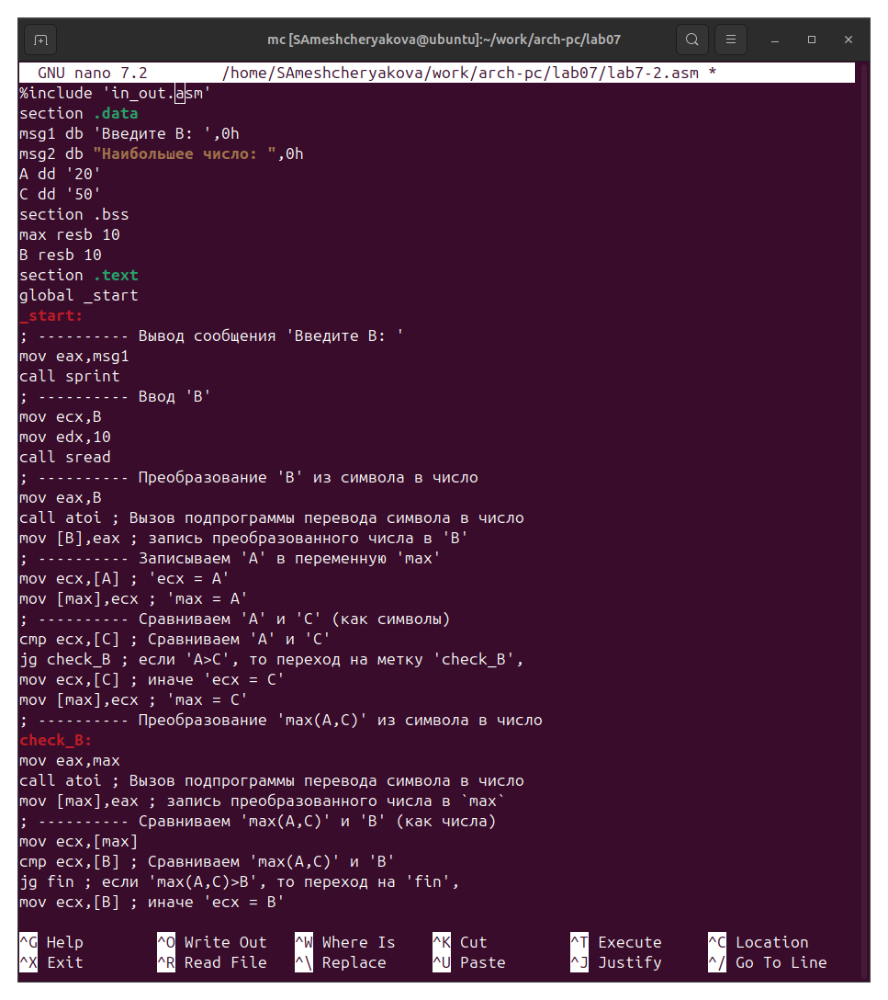 mc [SAmeshcheryakova@ubuntu]:~/work/arch-pc/lab07
GNU nano 7.2 /home/SAmeshcheryakova/work/arch-pc/lab07/lab7-2.asm *
%include 'in_out.asm'
section .data
msg1 db 'Введите B: ',0h
msg2 db "Наибольшее число: ",0h
A dd '20'
C dd '50'
section .bss
max resb 10
B resb 10
section .text
global _start
_start:
; ---------- Вывод сообщения 'Введите B: '
mov eax,msg1
call sprint
; ---------- Ввод 'B'
mov ecx,B
mov edx,10
call sread
; ---------- Преобразование 'B' из символа в число
mov eax,B
call atoi ; Вызов подпрограммы перевода символа в число
mov [B],eax ; запись преобразованного числа в 'B'
; ---------- Записываем 'A' в переменную 'max'
mov ecx,[A] ; 'ecx = A'
mov [max],ecx ; 'max = A'
; ---------- Сравниваем 'A' и 'С' (как символы)
cmp ecx,[C] ; Сравниваем 'A' и 'С'
jg check_B ; если 'A>C', то переход на метку 'check_B',
mov ecx,[C] ; иначе 'ecx = C'
mov [max],ecx ; 'max = C'
; ---------- Преобразование 'max(A,C)' из символа в число
check_B:
mov eax,max
call atoi ; Вызов подпрограммы перевода символа в число
mov [max],eax ; запись преобразованного числа в `max`
; ---------- Сравниваем 'max(A,C)' и 'B' (как числа)
mov ecx,[max]
cmp ecx,[B] ; Сравниваем 'max(A,C)' и 'B'
jg fin ; если 'max(A,C)>B', то переход на 'fin',
mov ecx,[B] ; иначе 'ecx = B'
^G Help ^O Write Out ^W Where Is ^K Cut ^T Execute ^C Location
^X Exit ^R Read File ^\ Replace ^U Paste ^J Justify ^/ Go To Line